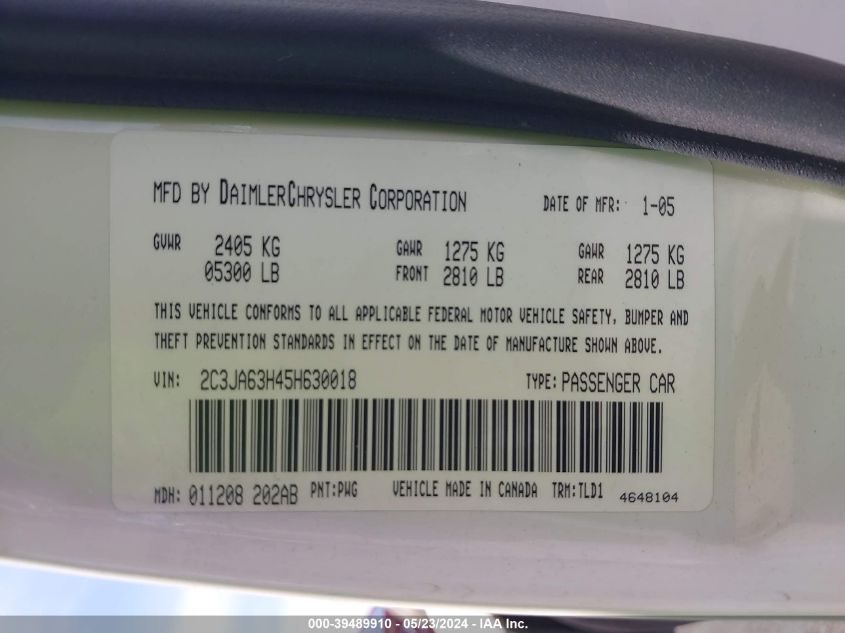 MFD BY DAIMLERCHRYSLER CORPORATION DATE OF MFR: 1-05
GVWR 2405 KG GAWR 1275 KG GAWR 1275 KG
05300 LB FRONT 2810 LB REAR 2810 LB
THIS VEHICLE CONFORMS TO ALL APPLICABLE FEDERAL MOTOR VEHICLE SAFETY, BUMPER AND
THEFT PREVENTION STANDARDS IN EFFECT ON THE DATE OF MANUFACTURE SHOWN ABOVE.
VIN: 2C3JA63H45H630018 TYPE: PASSENGER CAR
MDH: 011208 202AB PNT:PWG VEHICLE MADE IN CANADA TRM:TLD1 4648104
000-39489910 - 05/23/2024 - IAA Inc.